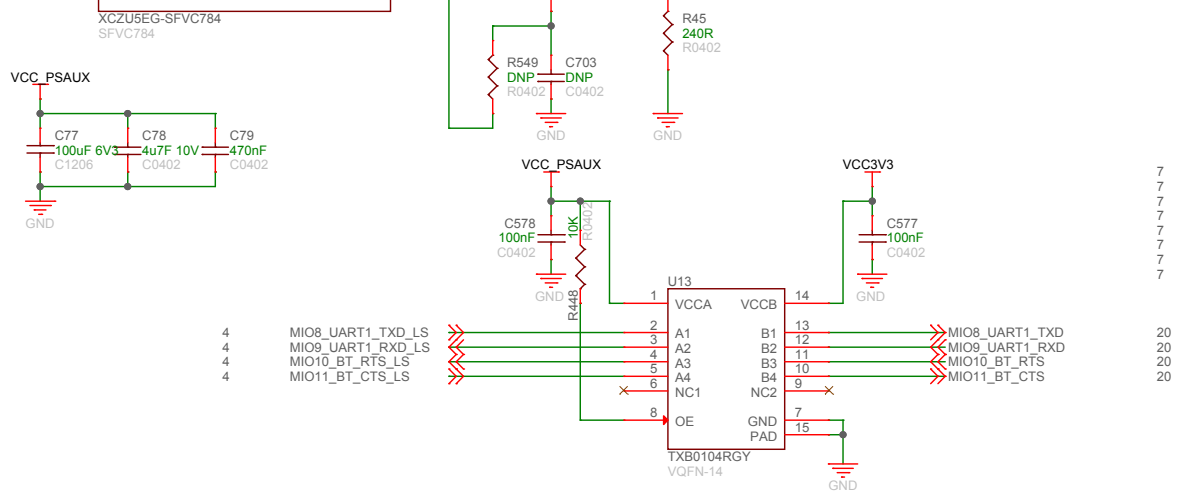 XCZU5EG-SFVC784
SFVC784
R45
240R
R0402
R549
DNP
R0402
C703
DNP
C0402
GND
GND
VCC_PSAUX
C77
100uF 6V3
C1206
C78
4u7F 10V
C0402
C79
470nF
C0402
GND
VCC_PSAUX
C578
100nF
C0402
GND
10K
R0402
R448
VCC3V3
C577
100nF
C0402
GND
7
7
7
7
7
7
7
7
U13
1 VCCA VCCB 14
4 MIO8_UART1_TXD_LS 2 A1 B1 13 MIO8_UART1_TXD 20
4 MIO9_UART1_RXD_LS 3 A2 B2 12 MIO9_UART1_RXD 20
4 MIO10_BT_RTS_LS 4 A3 B3 11 MIO10_BT_RTS 20
4 MIO11_BT_CTS_LS 5 A4 B4 10 MIO11_BT_CTS 20
6 NC1 NC2 9
8 OE GND 7
PAD 15
TXB0104RGY
VQFN-14
GND